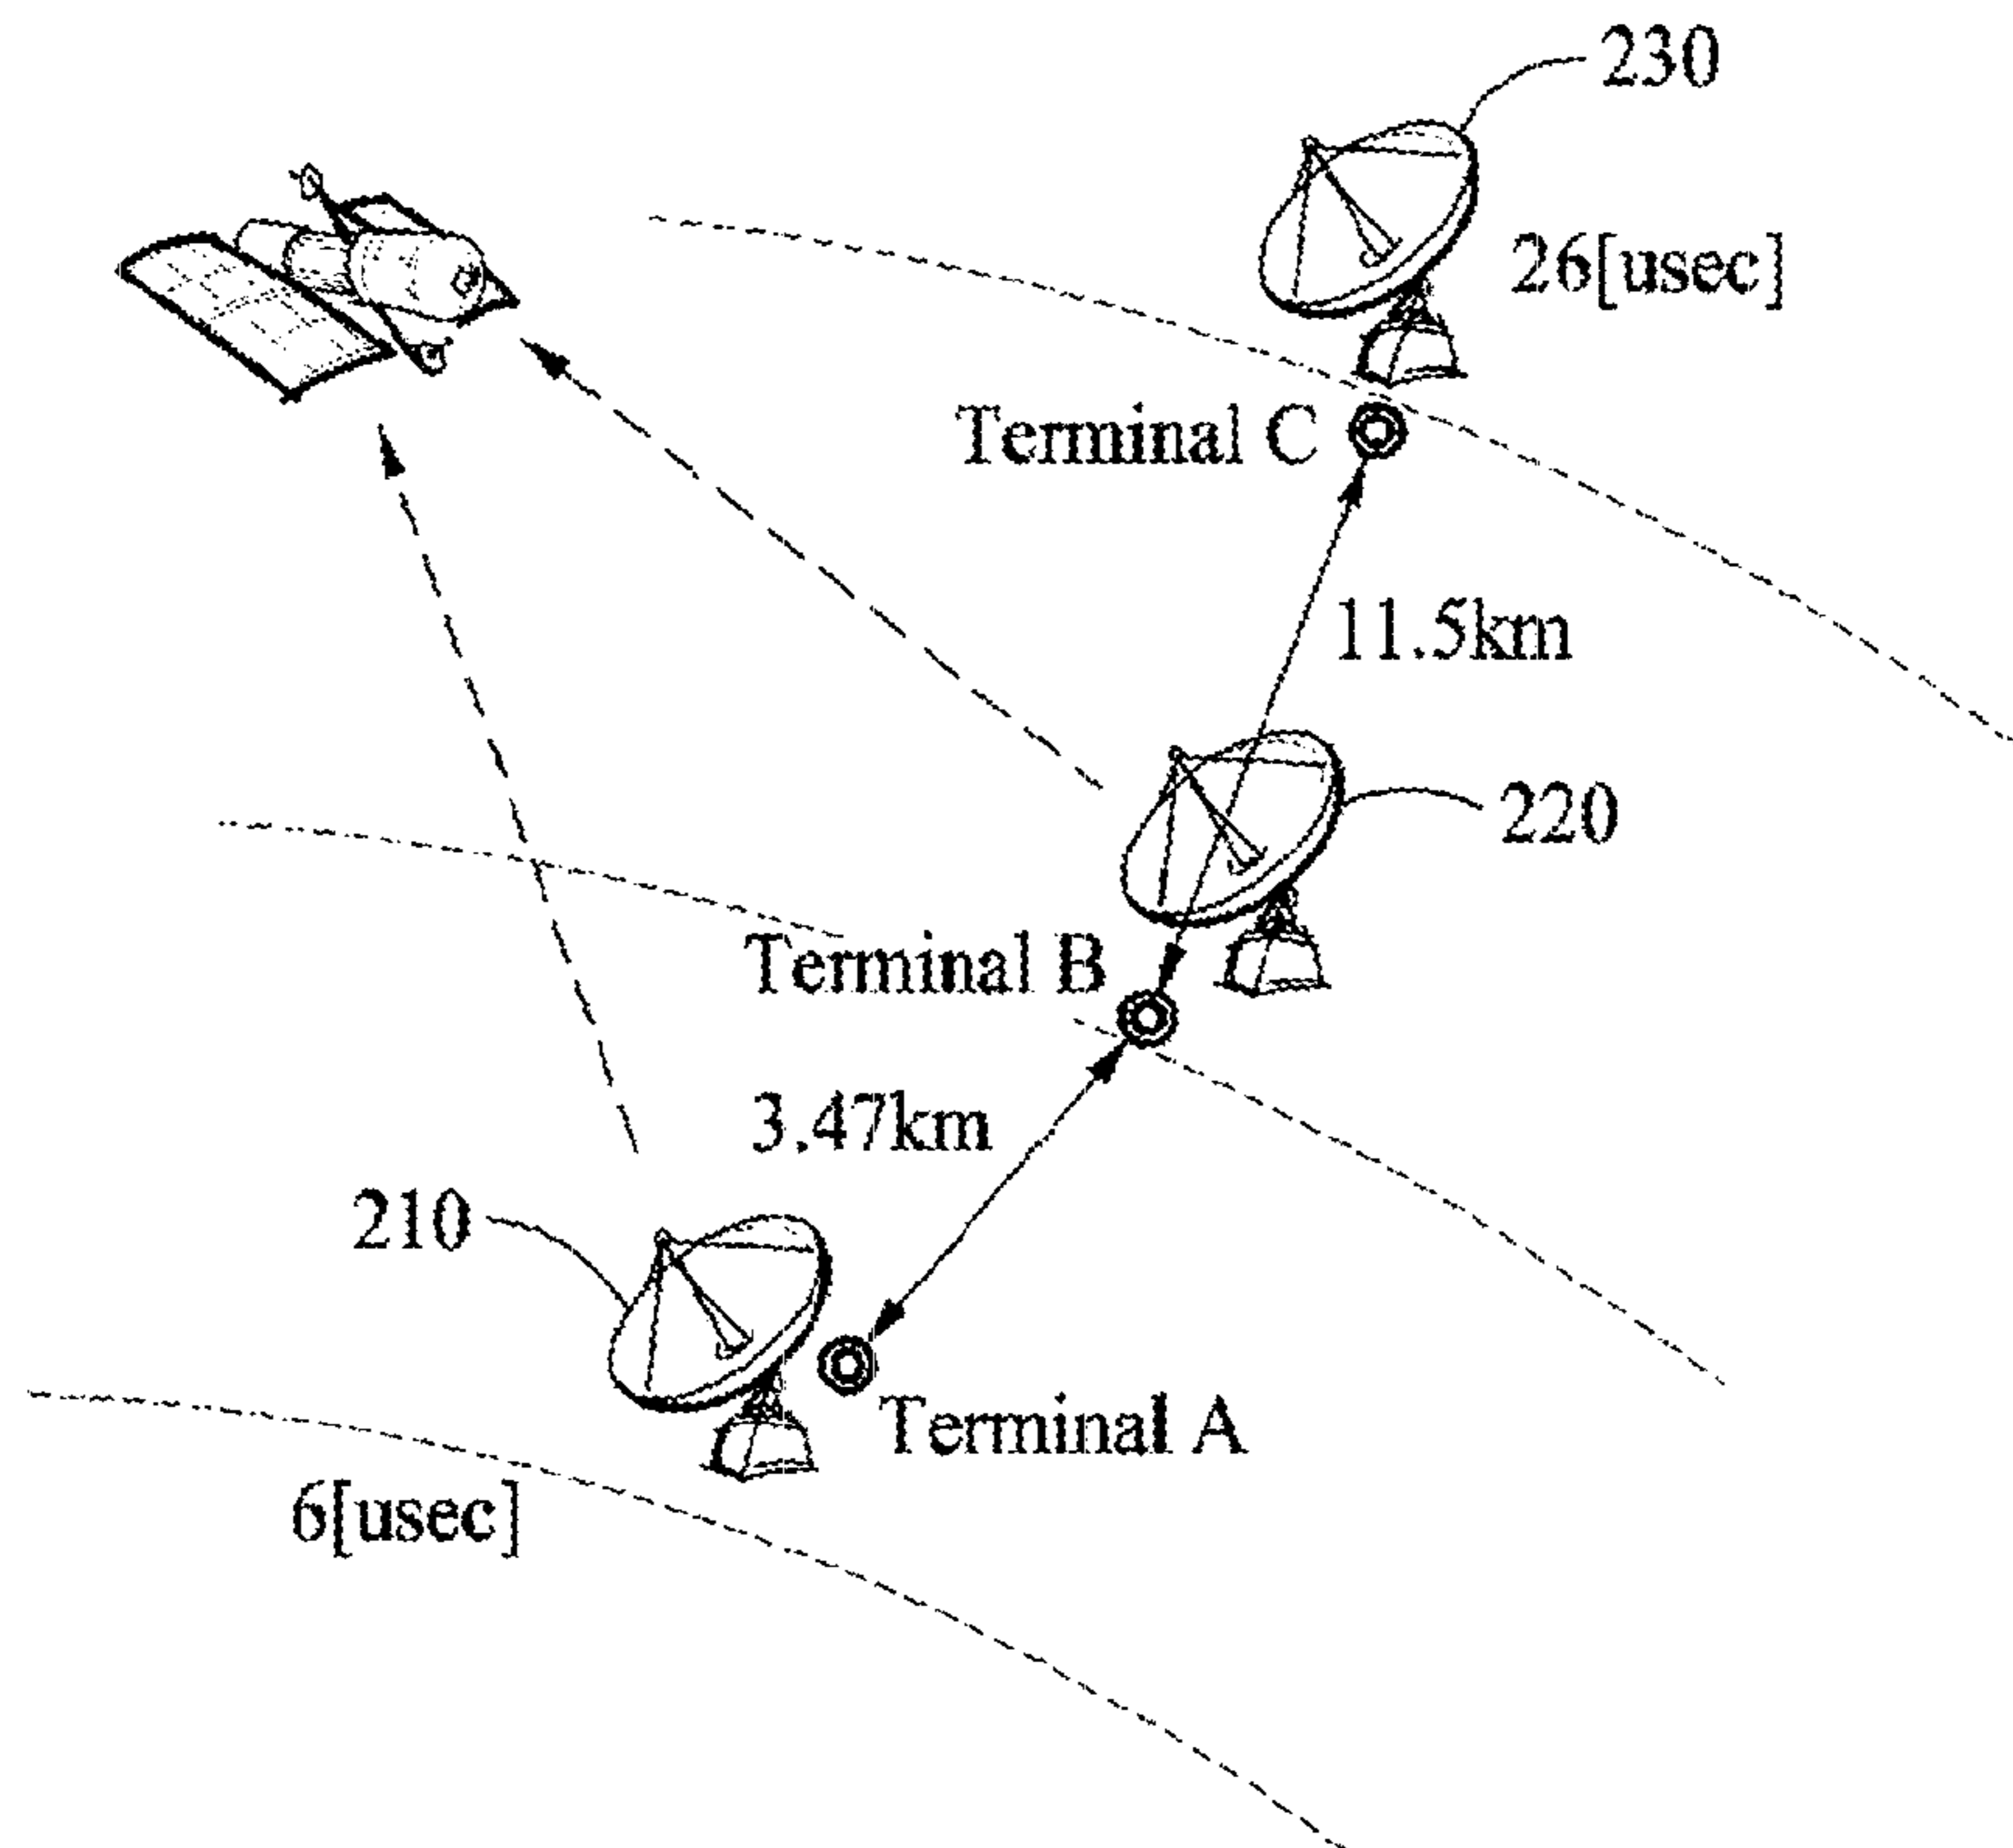 230
26[usec]
Terminal C
11.5km
220
Terminal B
3.47km
210
Terminal A
6[usec]